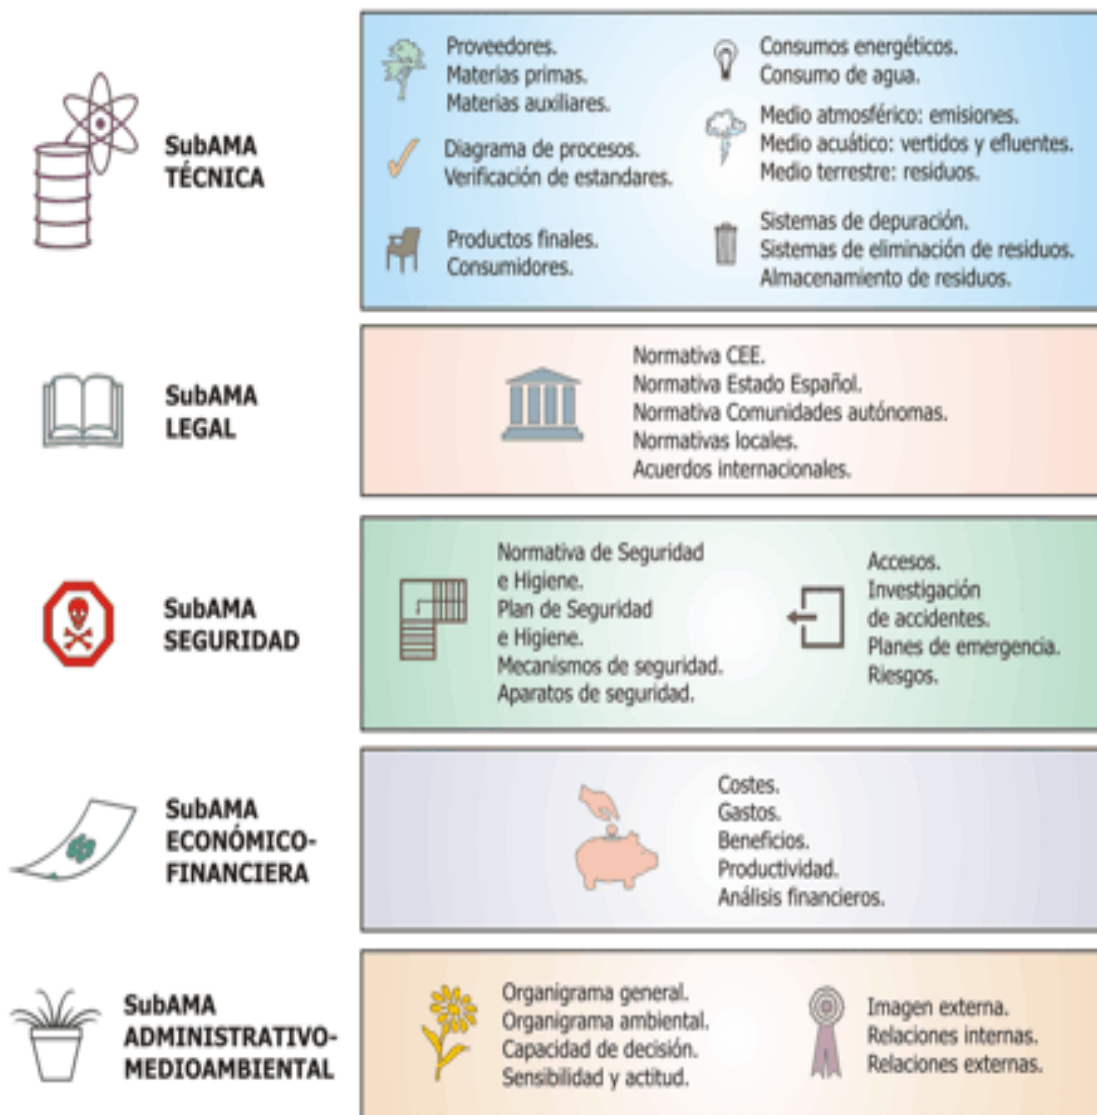 SubAMA
TÉCNICA
Proveedores.
Materias primas.
Materias auxiliares.
Diagrama de procesos.
Verificación de estandares.
Productos finales.
Consumidores.
Consumos energéticos.
Consumo de agua.
Medio atmosférico: emisiones.
Medio acuático: vertidos y efluentes.
Medio terrestre: residuos.
Sistemas de depuración.
Sistemas de eliminación de residuos.
Almacenamiento de residuos.
SubAMA
LEGAL
Normativa CEE.
Normativa Estado Español.
Normativa Comunidades autónomas.
Normativas locales.
Acuerdos internacionales.
SubAMA
SEGURIDAD
Normativa de Seguridad
e Higiene.
Plan de Seguridad
e Higiene.
Mecanismos de seguridad.
Aparatos de seguridad.
Accesos.
Investigación
de accidentes.
Planes de emergencia.
Riesgos.
SubAMA
ECONÓMICO-
FINANCIERA
Costes.
Gastos.
Beneficios.
Productividad.
Análisis financieros.
SubAMA
ADMINISTRATIVO-
MEDIOAMBIENTAL
Organigrama general.
Organigrama ambiental.
Capacidad de decisión.
Sensibilidad y actitud.
Imagen externa.
Relaciones internas.
Relaciones externas.